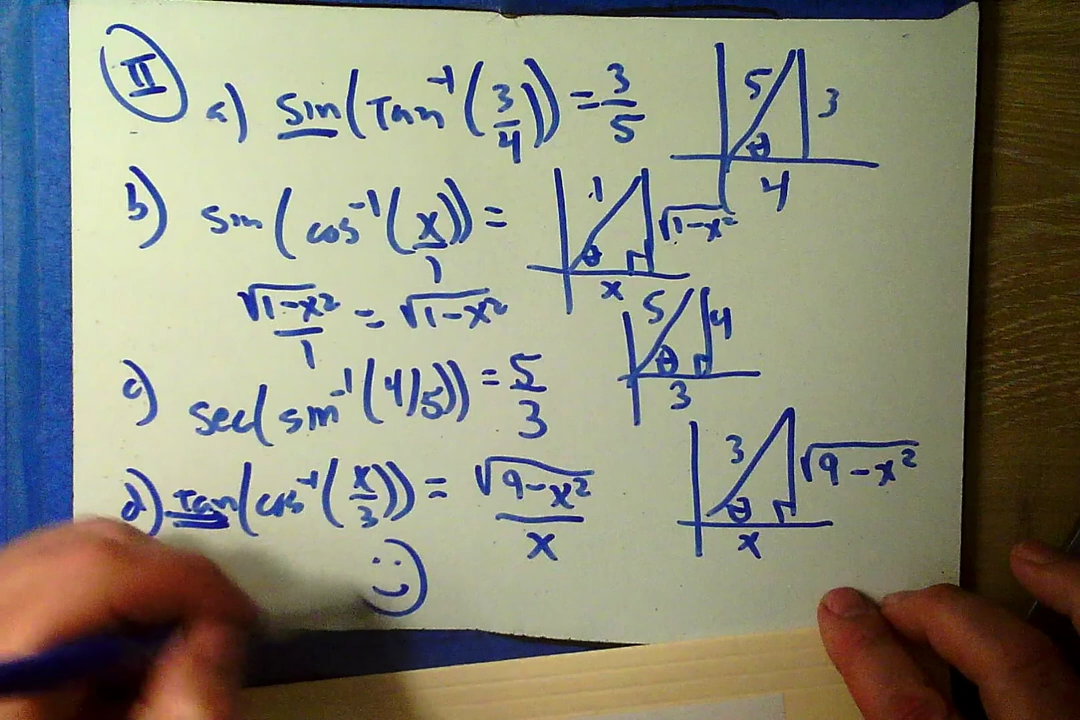 II
a) sin(Tan⁻¹(3/4)) = 3/5
5 3
θ
4
b) sin(cos⁻¹(x/1)) =
1 √1-x²
θ
x
√1-x²/1 = √1-x²
5 4
θ
3
c) sec(sin⁻¹(4/5)) = 5/3
d) tan(cos⁻¹(x/3)) = √9-x²/x
3 √9-x²
θ
x